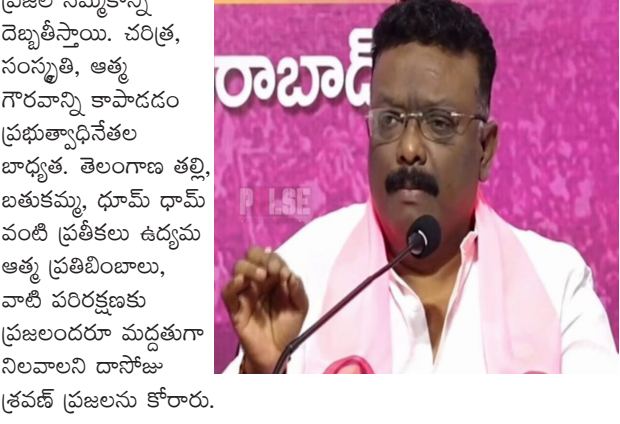 ప్రజల నమ్మకాన్ని
దెబ్బతీస్తాయి. చరిత్ర,
సంస్కృతి, ఆత్మ
గౌరవాన్ని కాపాడడం
ప్రభుత్వాధినేతల
బాధ్యత. తెలంగాణ తల్లి,
బతుకమ్మ, ధూమ్ ధామ్
వంటి ప్రతీకలు ఉద్యమ
ఆత్మ ప్రతిబింబాలు,
వాటి పరిరక్షణకు
ప్రజలందరూ మద్దతుగా
నిలవాలని దాసోజు
శ్రవణ్ ప్రజలను కోరారు.
రాబాద్
PULSE